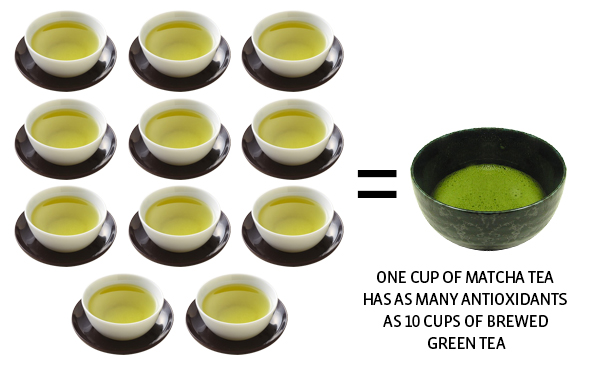 =
ONE CUP OF MATCHA TEA
HAS AS MANY ANTIOXIDANTS
AS 10 CUPS OF BREWED
GREEN TEA